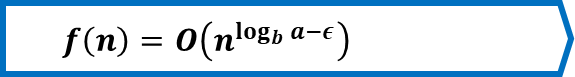 f(n) = O(n^{log_b a−ϵ})